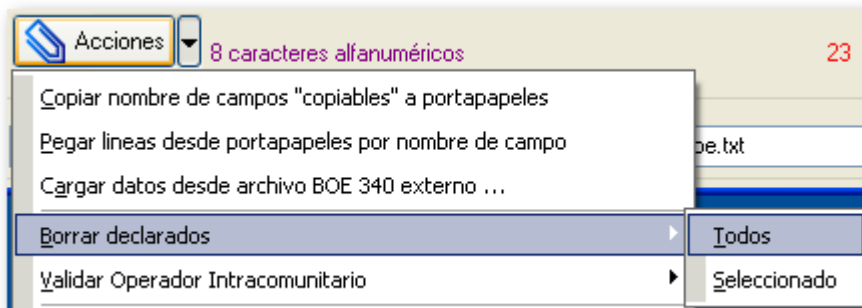 Acciones
8 caracteres alfanuméricos
23
Copiar nombre de campos "copiables" a portapapeles
Pegar lineas desde portapapeles por nombre de campo
oe.txt
Cargar datos desde archivo BOE 340 externo ...
Borrar declarados
Todos
Validar Operador Intracomunitario
Seleccionado